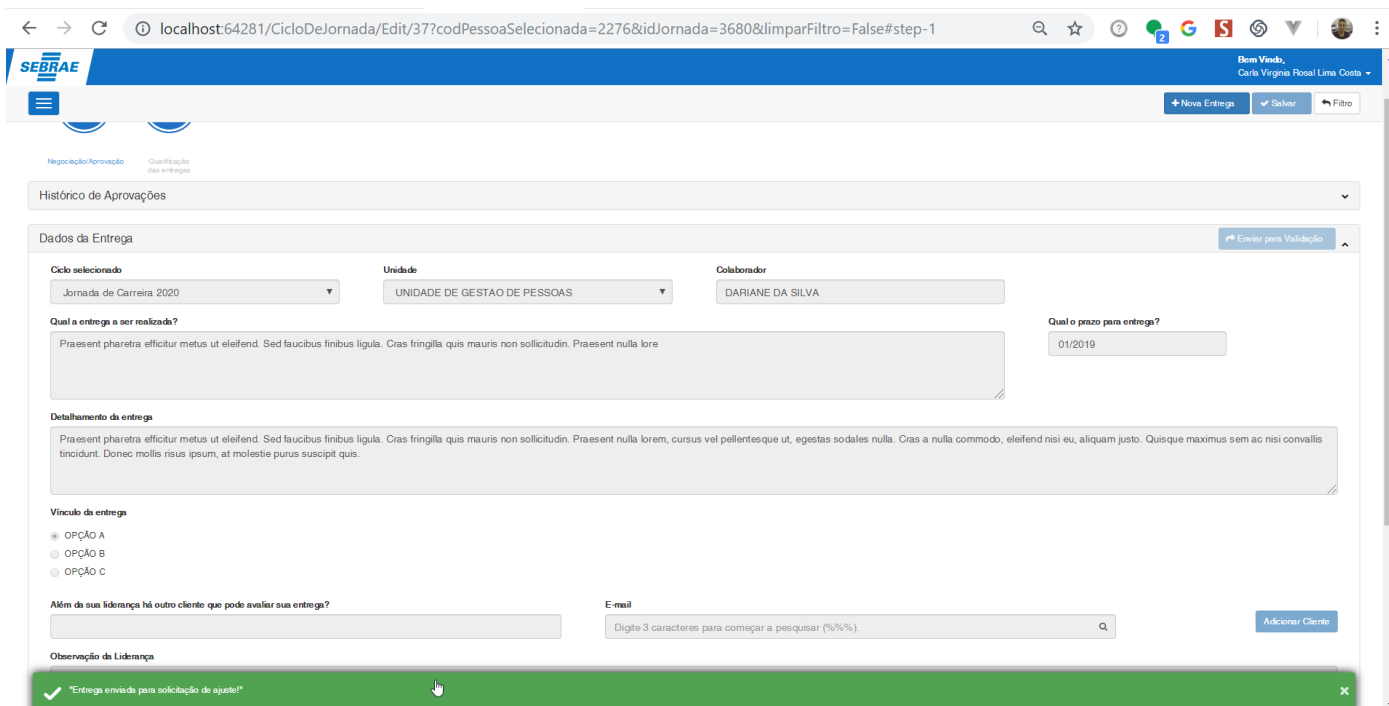 localhost:64281/CicloDeJornada/Edit/37?codPessoaSelecionada=2276&idJornada=3680&limparFiltro=False#step-1
2
SEBRAE
Bem Vindo,
Carla Virginia Rosal Lima Costa
Nova Entrega
Salvar
Filtro
Negociação/Aprovação
Qualificação
das entregas
Histórico de Aprovações
Dados da Entrega
Enviar para Validação
Ciclo selecionado
Unidade
Colaborador
Jornada de Carreira 2020
UNIDADE DE GESTAO DE PESSOAS
DARIANE DA SILVA
Qual a entrega a ser realizada?
Qual o prazo para entrega?
Praesent pharetra efficitur metus ut eleifend. Sed faucibus finibus ligula. Cras fringilla quis mauris non sollicitudin. Praesent nulla lore
01/2019
Detalhamento da entrega
Praesent pharetra efficitur metus ut eleifend. Sed faucibus finibus ligula. Cras fringilla quis mauris non sollicitudin. Praesent nulla lorem, cursus vel pellentesque ut, egestas sodales nulla. Cras a nulla commodo, eleifend nisi eu, aliquam justo. Quisque maximus sem ac nisi convallis
tincidunt. Donec mollis risus ipsum, at molestie purus suscipit quis.
Vínculo da entrega
OPÇÃO A
OPÇÃO B
OPÇÃO C
Além da sua liderança há outro cliente que pode avaliar sua entrega?
E-mail
Digite 3 caracteres para começar a pesquisar (%%%).
Adicionar Cliente
Observação da Liderança
"Entrega enviada para solicitação de ajuste!"